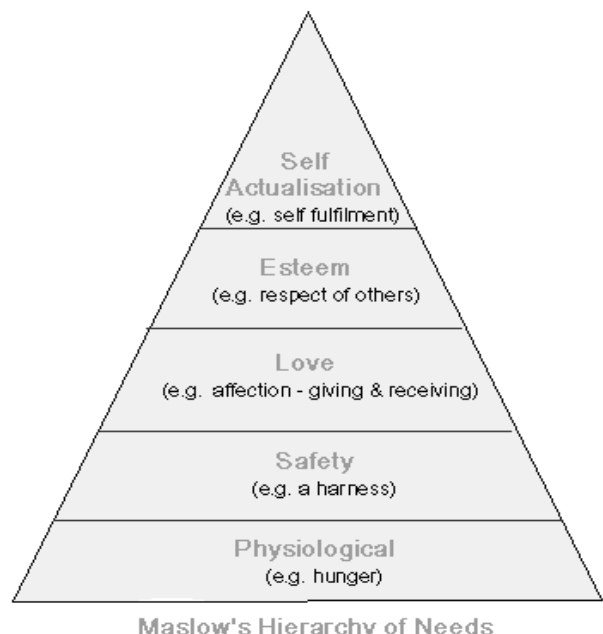 Self
Actualisation
(e.g. self fulfilment)
Esteem
(e.g. respect of others)
Love
(e.g. affection - giving & receiving)
Safety
(e.g. a harness)
Physiological
(e.g. hunger)
Maslow's Hierarchy of Needs